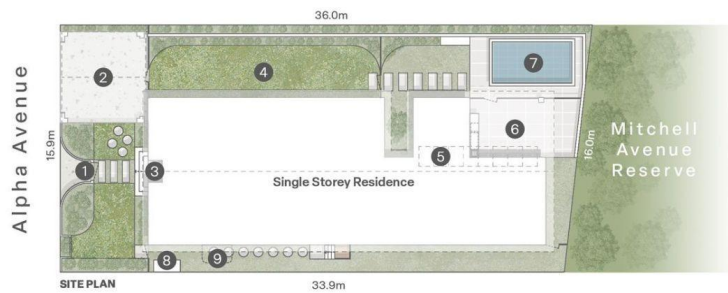 36.0m
Alpha Avenue
15.9m
2
4
7
6
5
1
3
Single Storey Residence
16.0m
Mitchell
Avenue
Reserve
8
9
SITE PLAN
33.9m